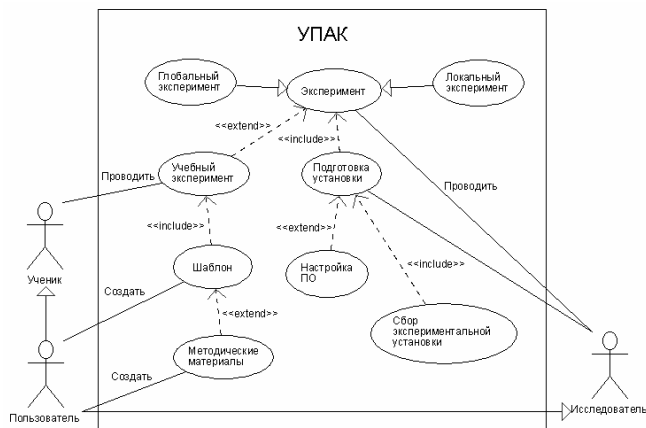 УПАК
Глобальный
эксперимент
Эксперимент
Локальный
эксперимент
<<extend>>
<<include>>
Проводить
Учебный
эксперимент
Подготовка
установки
Проводить
Ученик
<<include>>
<<extend>>
<<include>>
Шаблон
Настройка
ПО
Создать
<<extend>>
Сбор
экспериментальной
установки
Методические
материалы
Создать
Пользователь
Исследователь